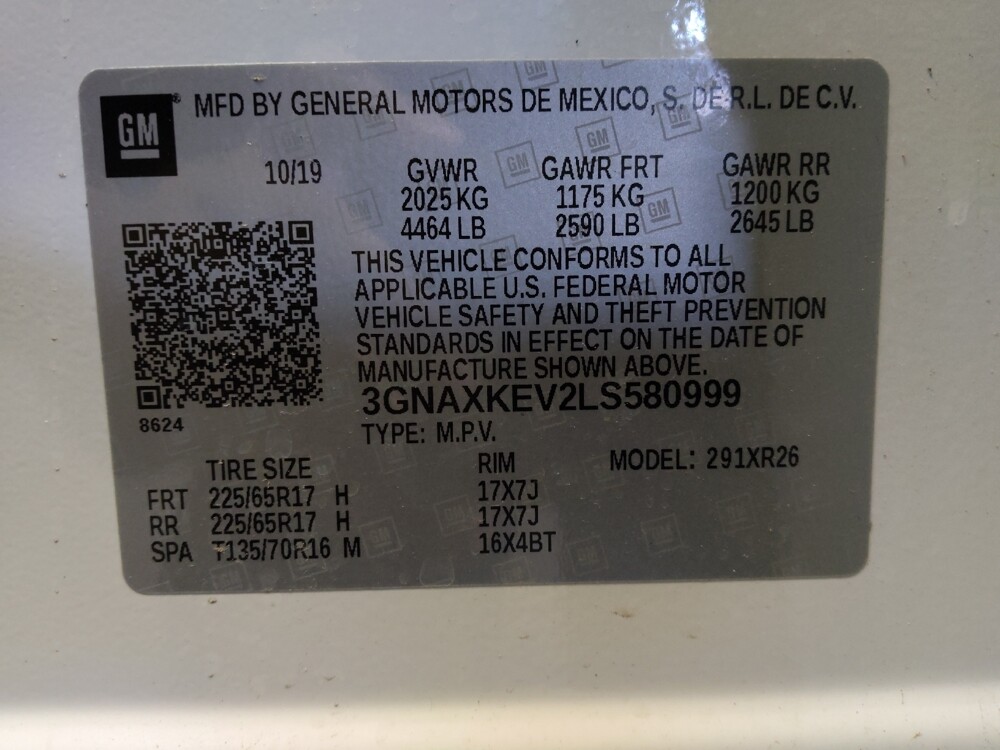 GM ® MFD BY GENERAL MOTORS DE MEXICO, S. DE R.L. DE C.V.
10/19 GVWR GAWR FRT GAWR RR
2025 KG 1175 KG 1200 KG
4464 LB 2590 LB 2645 LB
THIS VEHICLE CONFORMS TO ALL
APPLICABLE U.S. FEDERAL MOTOR
VEHICLE SAFETY AND THEFT PREVENTION
STANDARDS IN EFFECT ON THE DATE OF
MANUFACTURE SHOWN ABOVE.
3GNAXKEV2LS580999
8624
TYPE: M.P.V.
TIRE SIZE RIM MODEL: 291XR26
FRT 225/65R17 H 17X7J
RR 225/65R17 H 17X7J
SPA T135/70R16 M 16X4BT